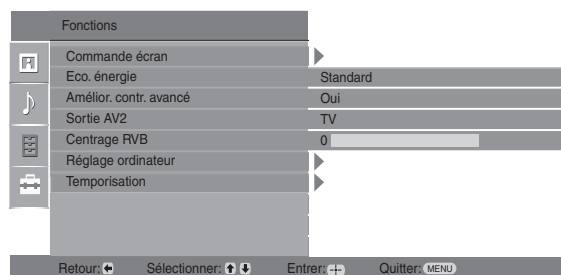 Fonctions
Commande écran
Eco. énergie Standard
Amélior. contr. avancé Oui
Sortie AV2 TV
Centrage RVB 0
Réglage ordinateur
Temporisation
Retour: Sélectionner: Entrer: Quitter: MENU